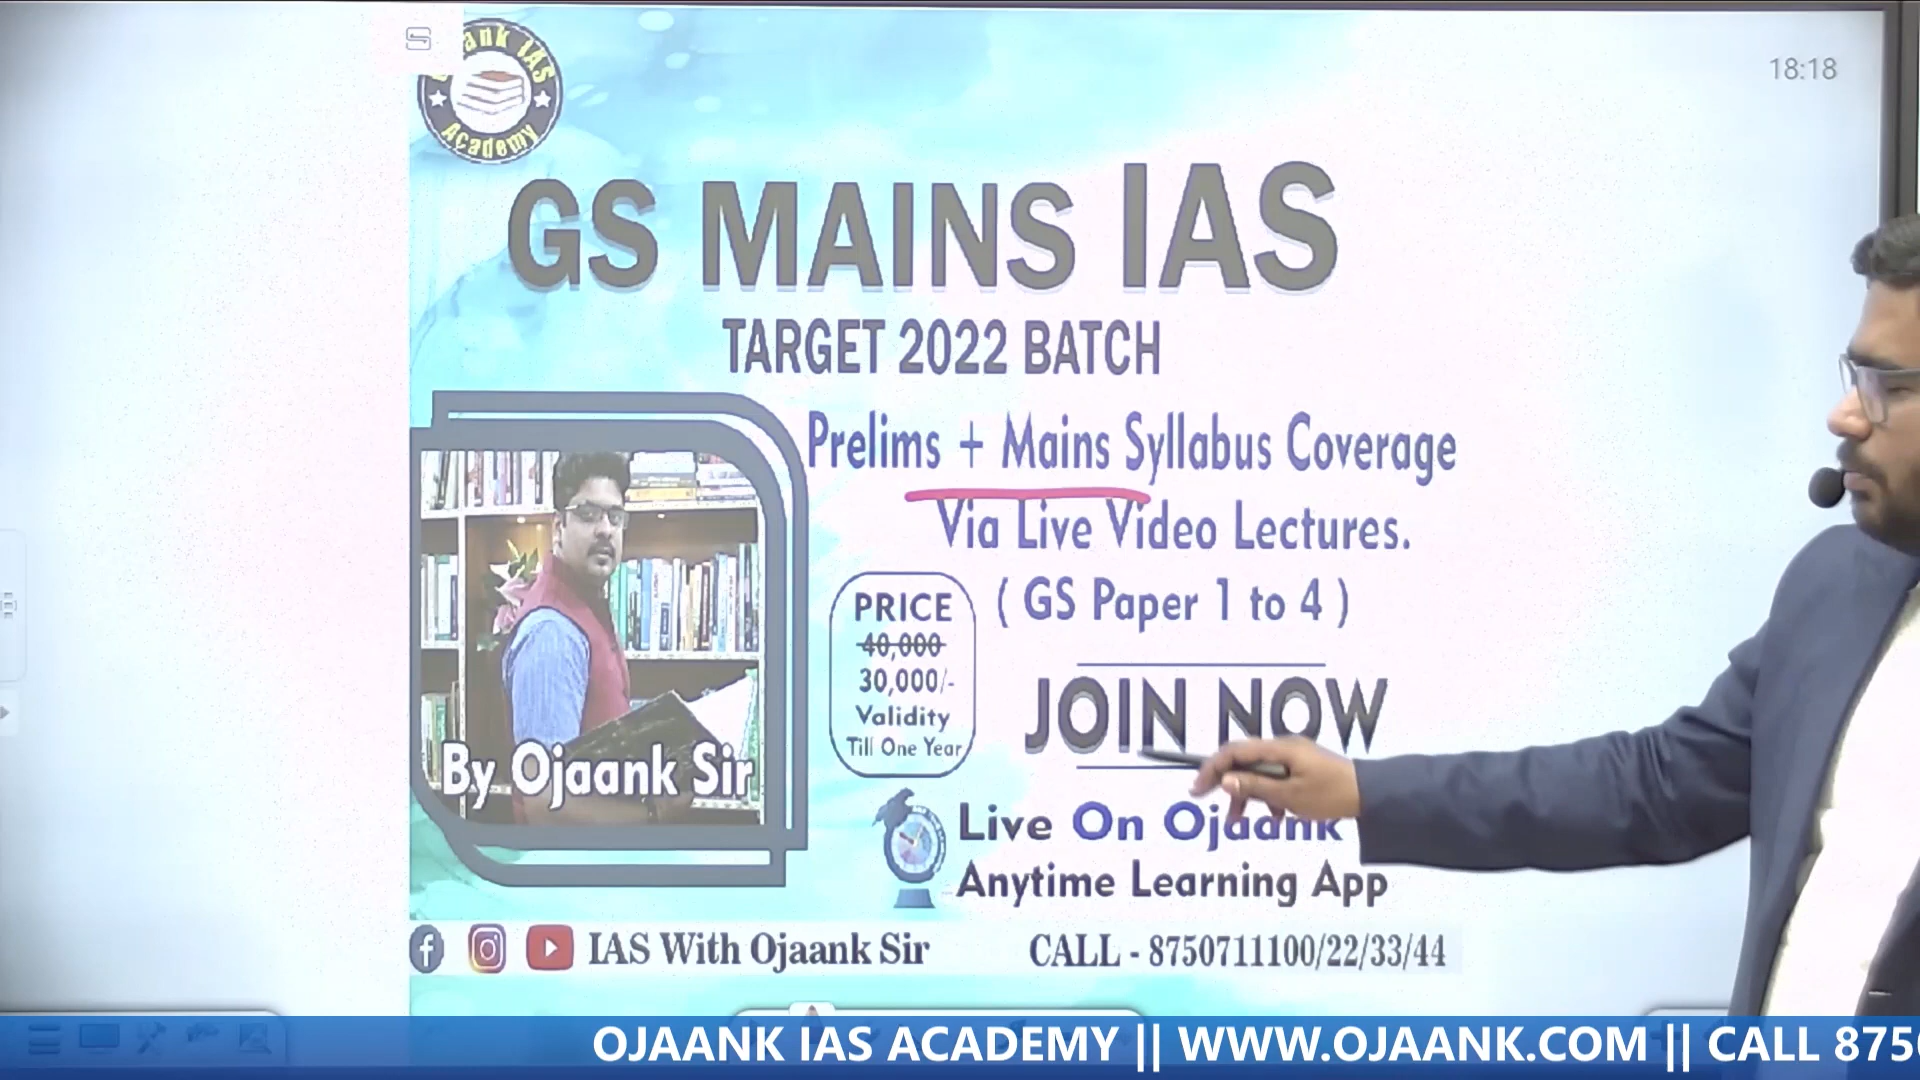 18:18
ank IAS
Academy
GS MAINS IAS
TARGET 2022 BATCH
Prelims + Mains Syllabus Coverage
Via Live Video Lectures.
( GS Paper 1 to 4 )
PRICE
40,000
30,000/-
Validity
Till One Year
JOIN NOW
By Ojaank Sir
Live On Ojaank
Anytime Learning App
IAS With Ojaank Sir
CALL - 8750711100/22/33/44
OJAANK IAS ACADEMY || WWW.OJAANK.COM || CALL 875